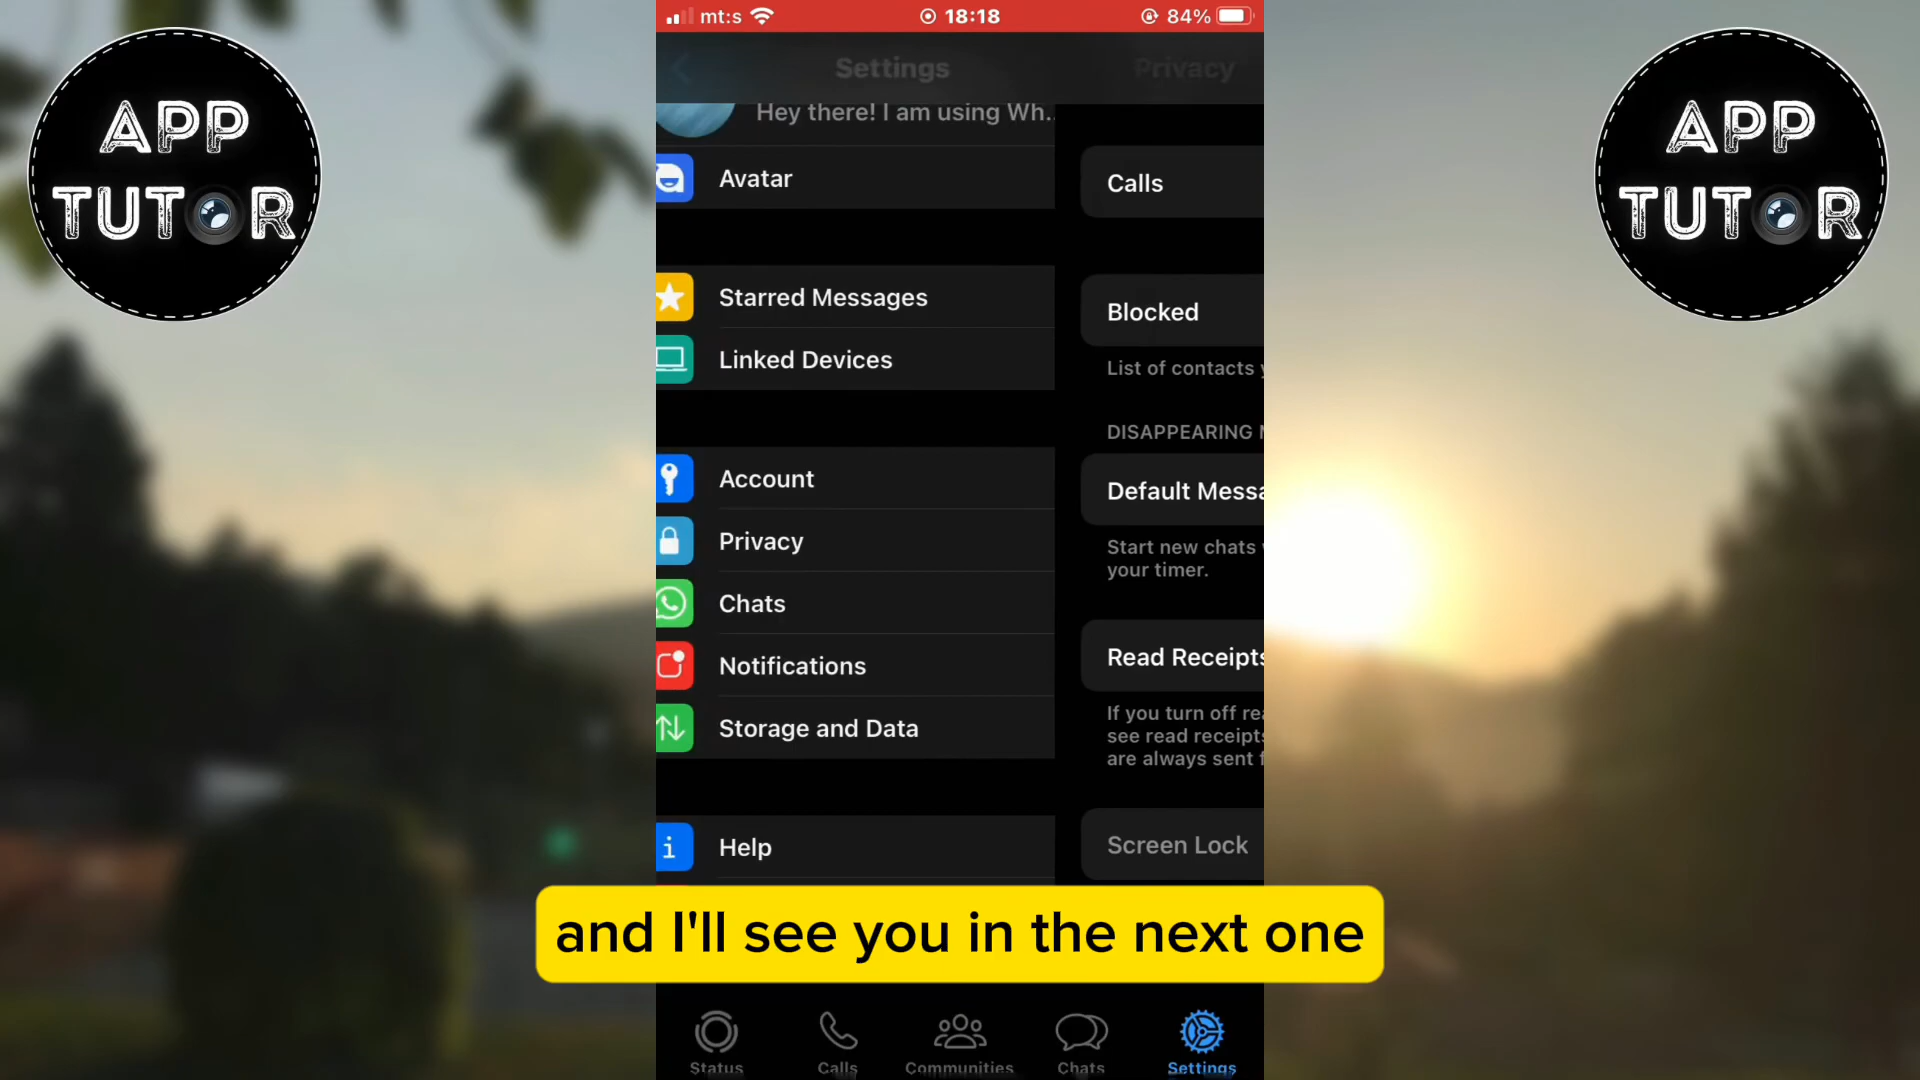 APP
TUTOR
mt:s
18:18
84%
Settings
Privacy
Hey there! I am using Wh...
Avatar
Starred Messages
Linked Devices
Account
Privacy
Chats
Notifications
Storage and Data
Help
Calls
Blocked
List of contacts
DISAPPEARING
Default Messa
Start new chats
your timer.
Read Receipts
If you turn off rea
see read receipts
are always sent
Screen Lock
and I'll see you in the next one
Status
Calls
Communities
Chats
Settings
APP
TUTOR